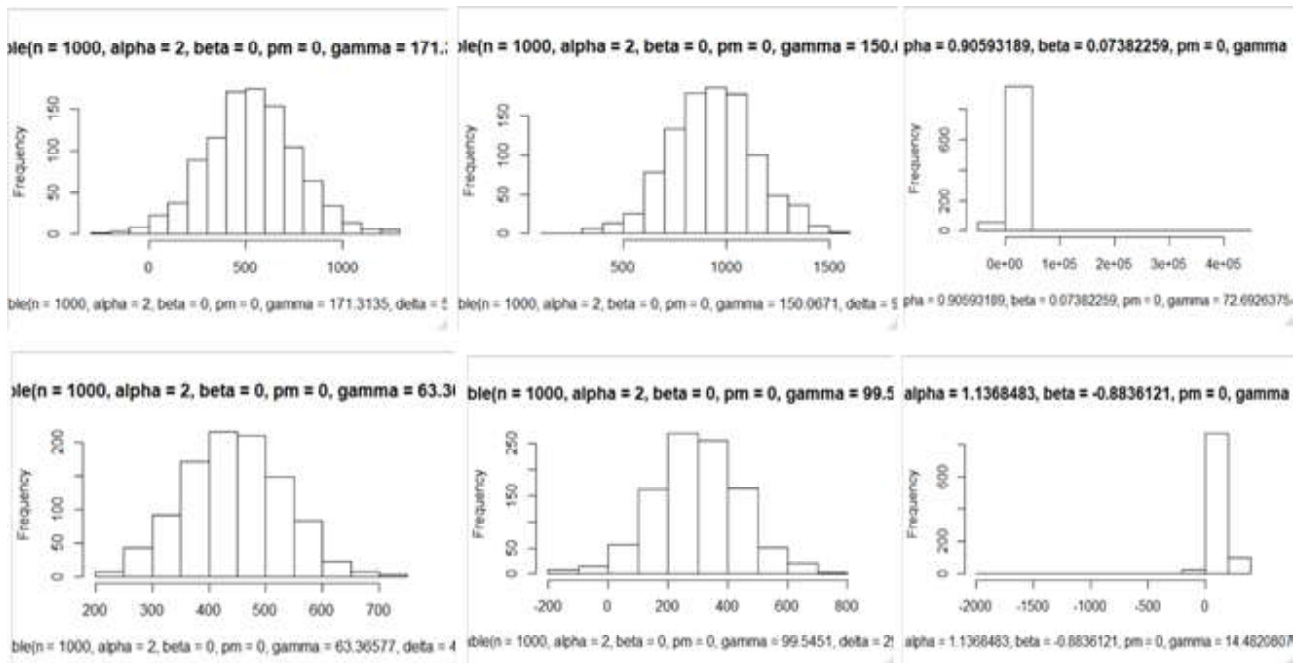 ble(n = 1000, alpha = 2, beta = 0, pm = 0, gamma = 171.3
Frequency
0 50 100 150
0 500 1000
ble(n = 1000, alpha = 2, beta = 0, pm = 0, gamma = 171.3135, delta = 5
ble(n = 1000, alpha = 2, beta = 0, pm = 0, gamma = 150.0
Frequency
0 50 100 150
500 1000 1500
ble(n = 1000, alpha = 2, beta = 0, pm = 0, gamma = 150.0671, delta = 9
pha = 0.90593189, beta = 0.07382259, pm = 0, gamma
Frequency
0 200 600
0e+00 1e+05 2e+05 3e+05 4e+05
pha = 0.90593189, beta = 0.07382259, pm = 0, gamma = 72.69263754
ble(n = 1000, alpha = 2, beta = 0, pm = 0, gamma = 63.36
Frequency
0 50 100 200
200 300 400 500 600 700
ble(n = 1000, alpha = 2, beta = 0, pm = 0, gamma = 63.36577, delta = 4
ble(n = 1000, alpha = 2, beta = 0, pm = 0, gamma = 99.5
Frequency
0 50 150 250
-200 0 200 400 600 800
ble(n = 1000, alpha = 2, beta = 0, pm = 0, gamma = 99.5451, delta = 29
alpha = 1.1368483, beta = -0.8836121, pm = 0, gamma
Frequency
0 200 600
-2000 -1500 -1000 -500 0
alpha = 1.1368483, beta = -0.8836121, pm = 0, gamma = 14.4820807